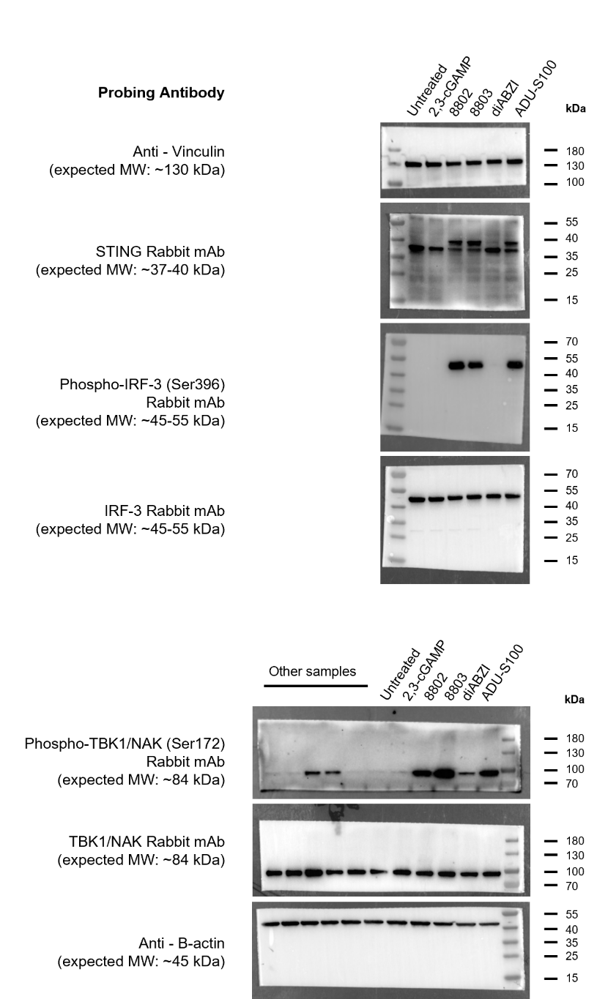 Probing Antibody
Untreated
2,3-cGAMP
8802
8803
diABZI
ADU-S100
kDa
Anti - Vinculin
(expected MW: ~130 kDa)
180
130
100
STING Rabbit mAb
(expected MW: ~37-40 kDa)
55
40
35
25
15
Phospho-IRF-3 (Ser396)
Rabbit mAb
(expected MW: ~45-55 kDa)
70
55
40
35
25
15
IRF-3 Rabbit mAb
(expected MW: ~45-55 kDa)
70
55
40
35
25
15
Other samples
Untreated
2,3-cGAMP
8802
8803
diABZI
ADU-S100
kDa
Phospho-TBK1/NAK (Ser172)
Rabbit mAb
(expected MW: ~84 kDa)
180
130
100
70
TBK1/NAK Rabbit mAb
(expected MW: ~84 kDa)
180
130
100
70
Anti - B-actin
(expected MW: ~45 kDa)
55
40
35
25
15